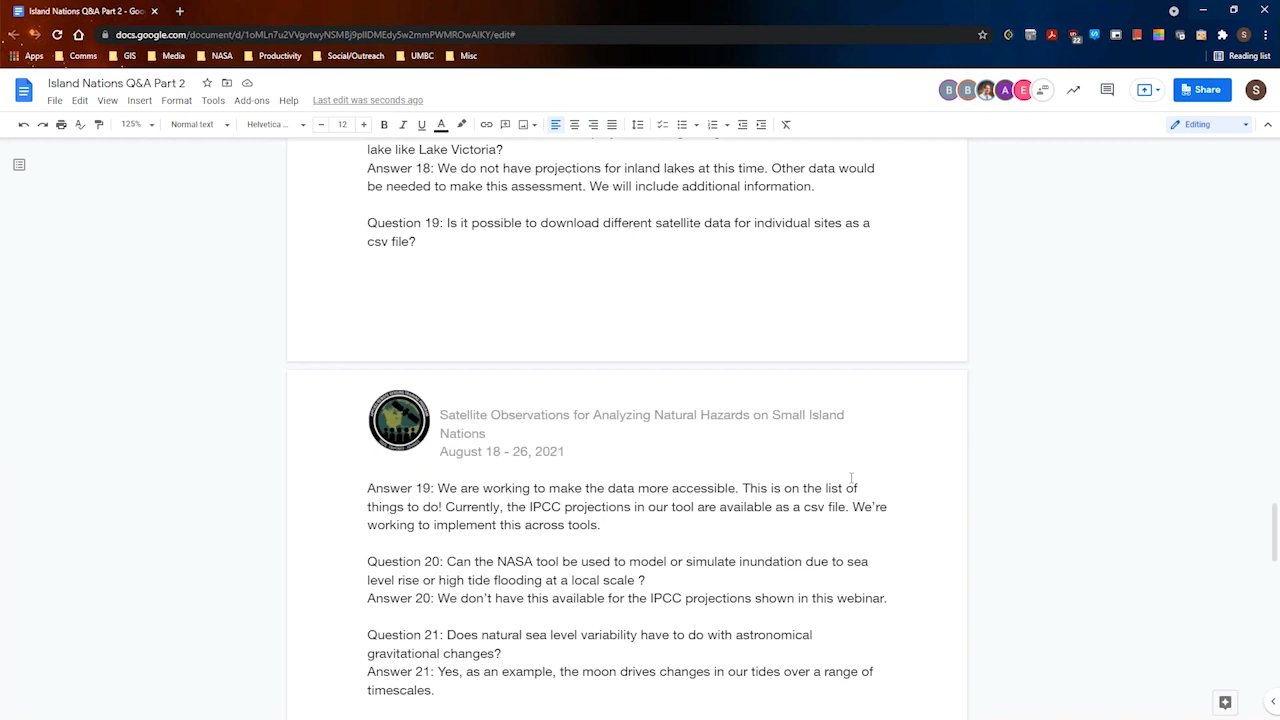 Island Nations Q&A Part 2 - Goo
docs.google.com/document/d/1oMLn7u2VVgvtwyNSMBj9plIDMEdy5w2mmPWMROwAlKY/edit#
Apps Comms GIS Media NASA Productivity Social/Outreach UMBC Misc Reading list
Island Nations Q&A Part 2
File Edit View Insert Format Tools Add-ons Help Last edit was seconds ago
B B A E Share S
125% Normal text Helvetica ... 12 B I U A Editing
lake like Lake Victoria?
Answer 18: We do not have projections for inland lakes at this time. Other data would
be needed to make this assessment. We will include additional information.
Question 19: Is it possible to download different satellite data for individual sites as a
csv file?
Satellite Observations for Analyzing Natural Hazards on Small Island
Nations
August 18 - 26, 2021
Answer 19: We are working to make the data more accessible. This is on the list of
things to do! Currently, the IPCC projections in our tool are available as a csv file. We're
working to implement this across tools.
Question 20: Can the NASA tool be used to model or simulate inundation due to sea
level rise or high tide flooding at a local scale ?
Answer 20: We don't have this available for the IPCC projections shown in this webinar.
Question 21: Does natural sea level variability have to do with astronomical
gravitational changes?
Answer 21: Yes, as an example, the moon drives changes in our tides over a range of
timescales.